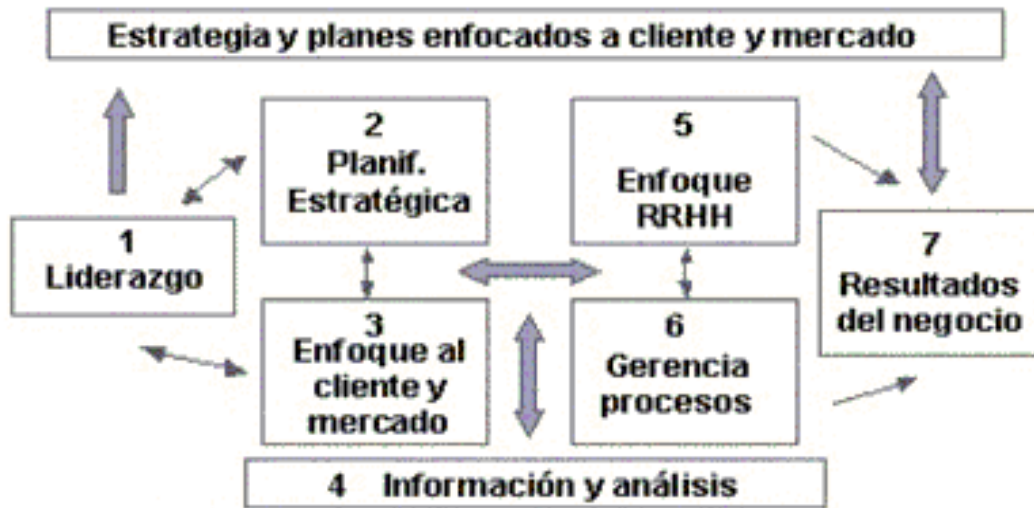 Estrategia y planes enfocados a cliente y mercado
1
Liderazgo
2
Planif.
Estratégica
3
Enfoque al
cliente y
mercado
5
Enfoque
RRHH
6
Gerencia
procesos
7
Resultados
del negocio
4 Información y análisis